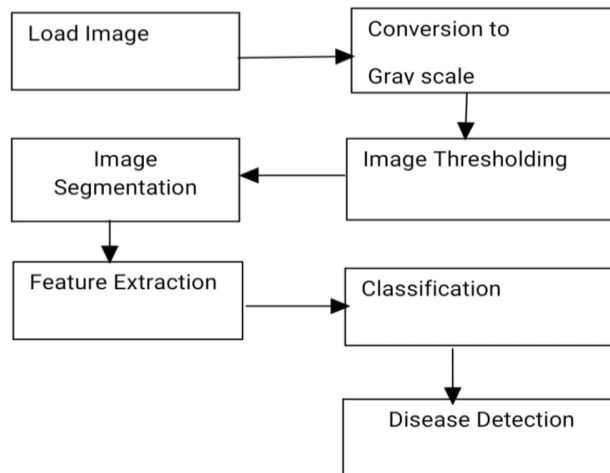 Load Image
Conversion to
Gray scale
Image Thresholding
Image
Segmentation
Feature Extraction
Classification
Disease Detection